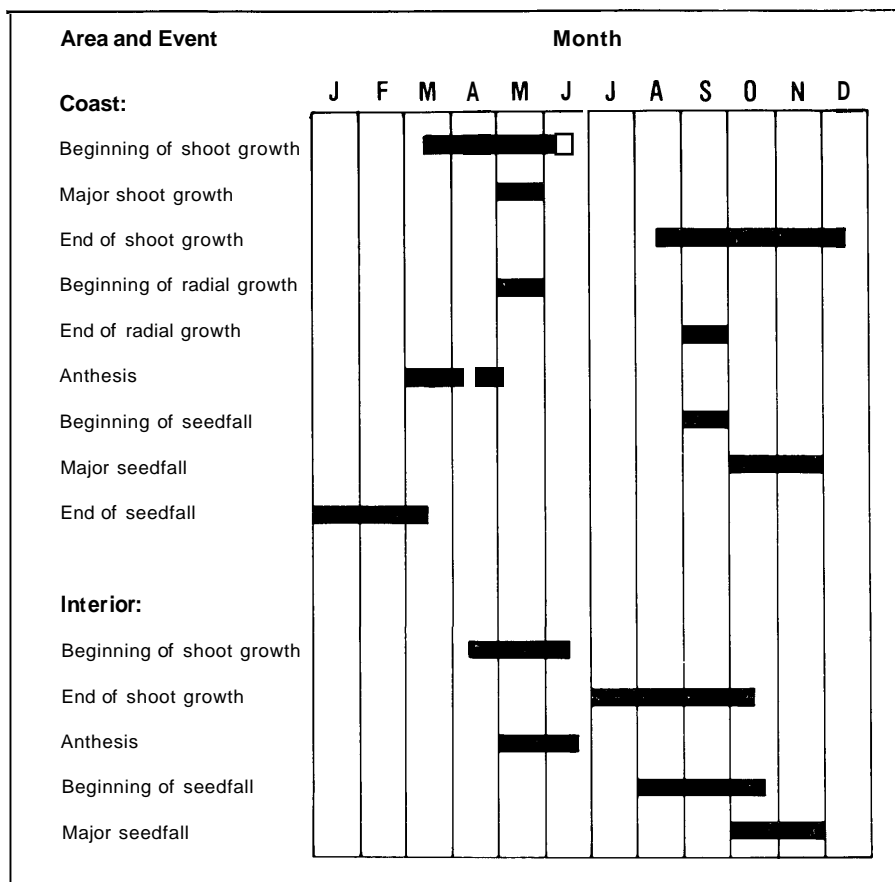 Area and Event Month
J F M A M J J A S O N D
Coast:
Beginning of shoot growth
Major shoot growth
End of shoot growth
Beginning of radial growth
End of radial growth
Anthesis
Beginning of seedfall
Major seedfall
End of seedfall
Interior:
Beginning of shoot growth
End of shoot growth
Anthesis
Beginning of seedfall
Major seedfall